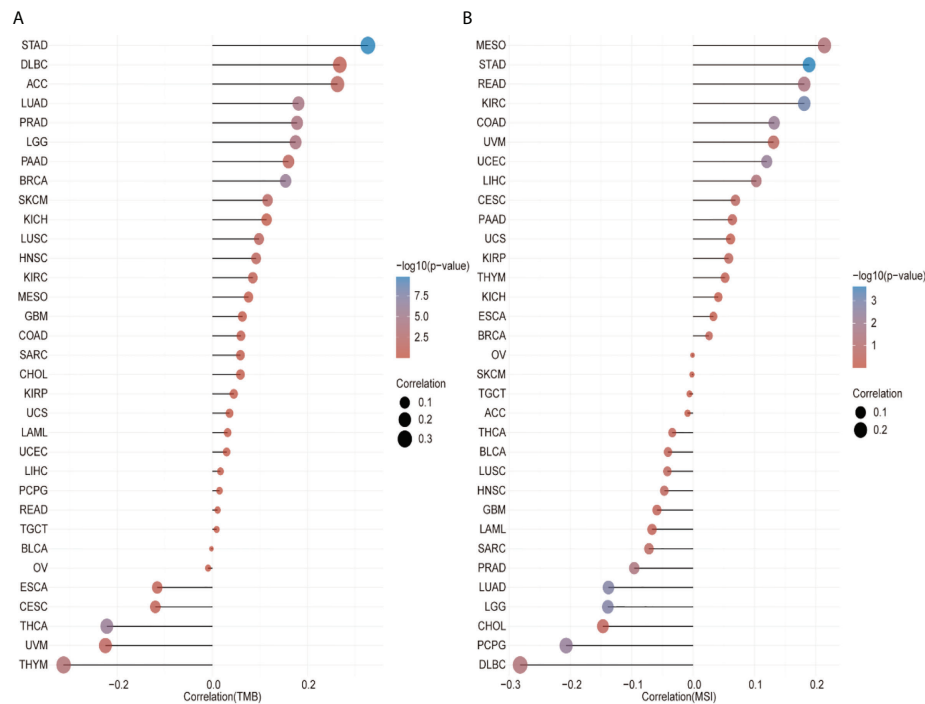 A
STAD
DLBC
ACC
LUAD
PRAD
LGG
PAAD
BRCA
SKCM
KICH
LUSC
HNSC
KIRC
MESO
GBM
COAD
SARC
CHOL
KIRP
UCS
LAML
UCEC
LIHC
PCPG
READ
TGCT
BLCA
OV
ESCA
CESC
THCA
UVM
THYM
−0.2 0.0 0.2
Correlation(TMB)
−log10(p−value)
7.5
5.0
2.5
Correlation
0.1
0.2
0.3
B
MESO
STAD
READ
KIRC
COAD
UVM
UCEC
LIHC
CESC
PAAD
UCS
KIRP
THYM
KICH
ESCA
BRCA
OV
SKCM
TGCT
ACC
THCA
BLCA
LUSC
HNSC
GBM
LAML
SARC
PRAD
LUAD
LGG
CHOL
PCPG
DLBC
−0.3 −0.2 −0.1 0.0 0.1 0.2
Correlation(MSI)
−log10(p−value)
3
2
1
Correlation
0.1
0.2